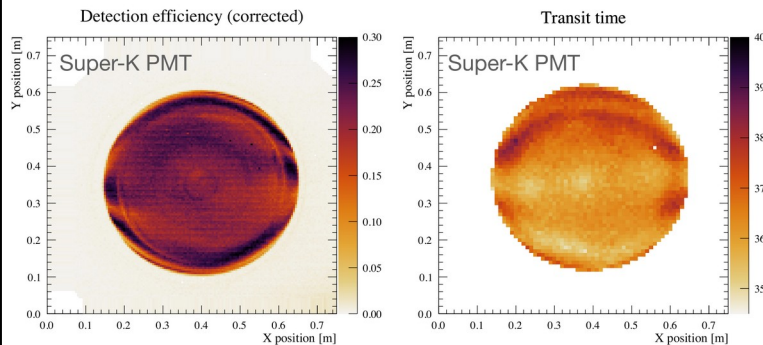 Detection efficiency (corrected)
Y position [m]
Super-K PMT
0.7
0.6
0.5
0.4
0.3
0.2
0.1
0.0
0.0 0.1 0.2 0.3 0.4 0.5 0.6 0.7
X position [m]
0.30
0.25
0.20
0.15
0.10
0.05
0.00
Transit time
Y position [m]
Super-K PMT
0.7
0.6
0.5
0.4
0.3
0.2
0.1
0.0
0.0 0.1 0.2 0.3 0.4 0.5 0.6 0.7
X position [m]
40
39
38
37
36
35